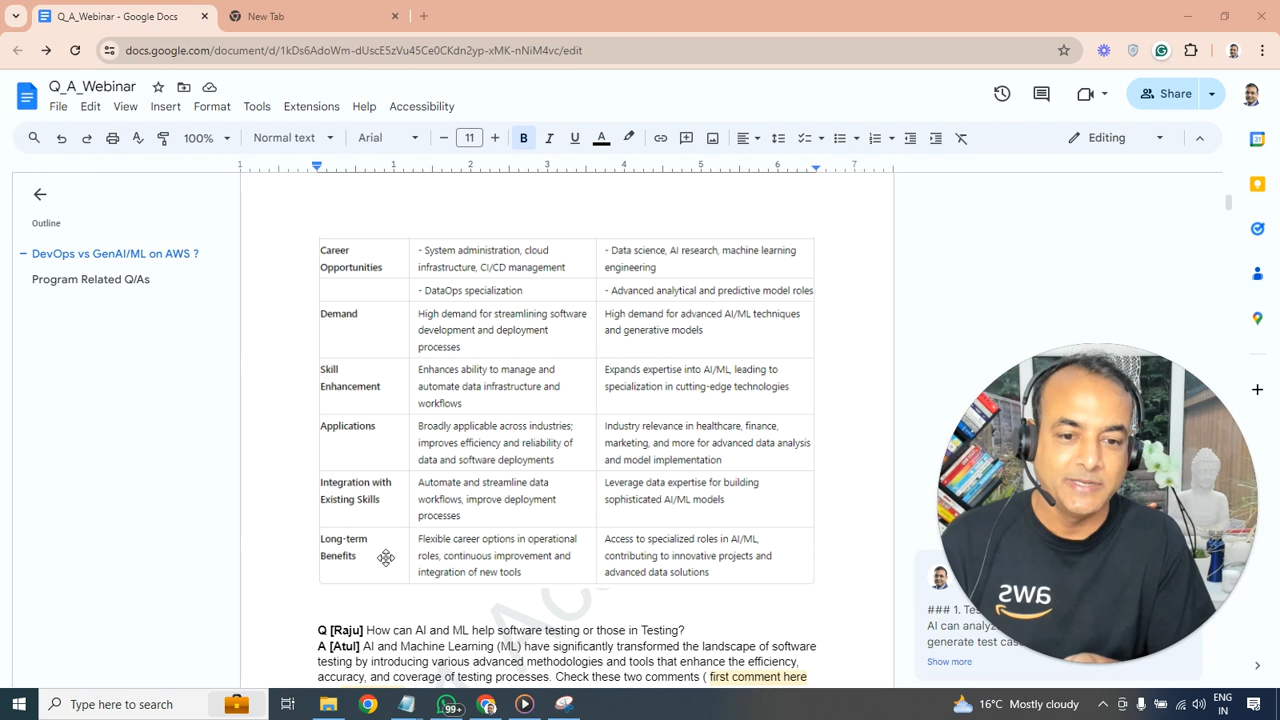 Q_A_Webinar - Google Docs
New Tab
docs.google.com/document/d/1kDs6AdoWm-dUscE5zVu45Ce0CKdn2yp-xMK-nNiM4vc/edit
Q_A_Webinar
File Edit View Insert Format Tools Extensions Help Accessibility
Share
100% Normal text Arial 11 B I U A Editing
1 1 2 3 4 5 6 7
Outline
DevOps vs GenAI/ML on AWS ?
Program Related Q/As
Career
Opportunities
- System administration, cloud
infrastructure, CI/CD management
- Data science, AI research, machine learning
engineering
- DataOps specialization
- Advanced analytical and predictive model roles
Demand
High demand for streamlining software
development and deployment
processes
High demand for advanced AI/ML techniques
and generative models
Skill
Enhancement
Enhances ability to manage and
automate data infrastructure and
workflows
Expands expertise into AI/ML, leading to
specialization in cutting-edge technologies
Applications
Broadly applicable across industries;
improves efficiency and reliability of
data and software deployments
Industry relevance in healthcare, finance,
marketing, and more for advanced data analysis
and model implementation
Integration with
Existing Skills
Automate and streamline data
workflows, improve deployment
processes
Leverage data expertise for building
sophisticated AI/ML models
Long-term
Benefits
Flexible career options in operational
roles, continuous improvement and
integration of new tools
Access to specialized roles in AI/ML,
contributing to innovative projects and
advanced data solutions
Q [Raju] How can AI and ML help software testing or those in Testing?
A [Atul] AI and Machine Learning (ML) have significantly transformed the landscape of software
testing by introducing various advanced methodologies and tools that enhance the efficiency,
accuracy, and coverage of testing processes. Check these two comments ( first comment here
aws
### 1. Tes
AI can analyz
generate test cas
Show more
Type here to search
99+
16°C Mostly cloudy
ENG
IN